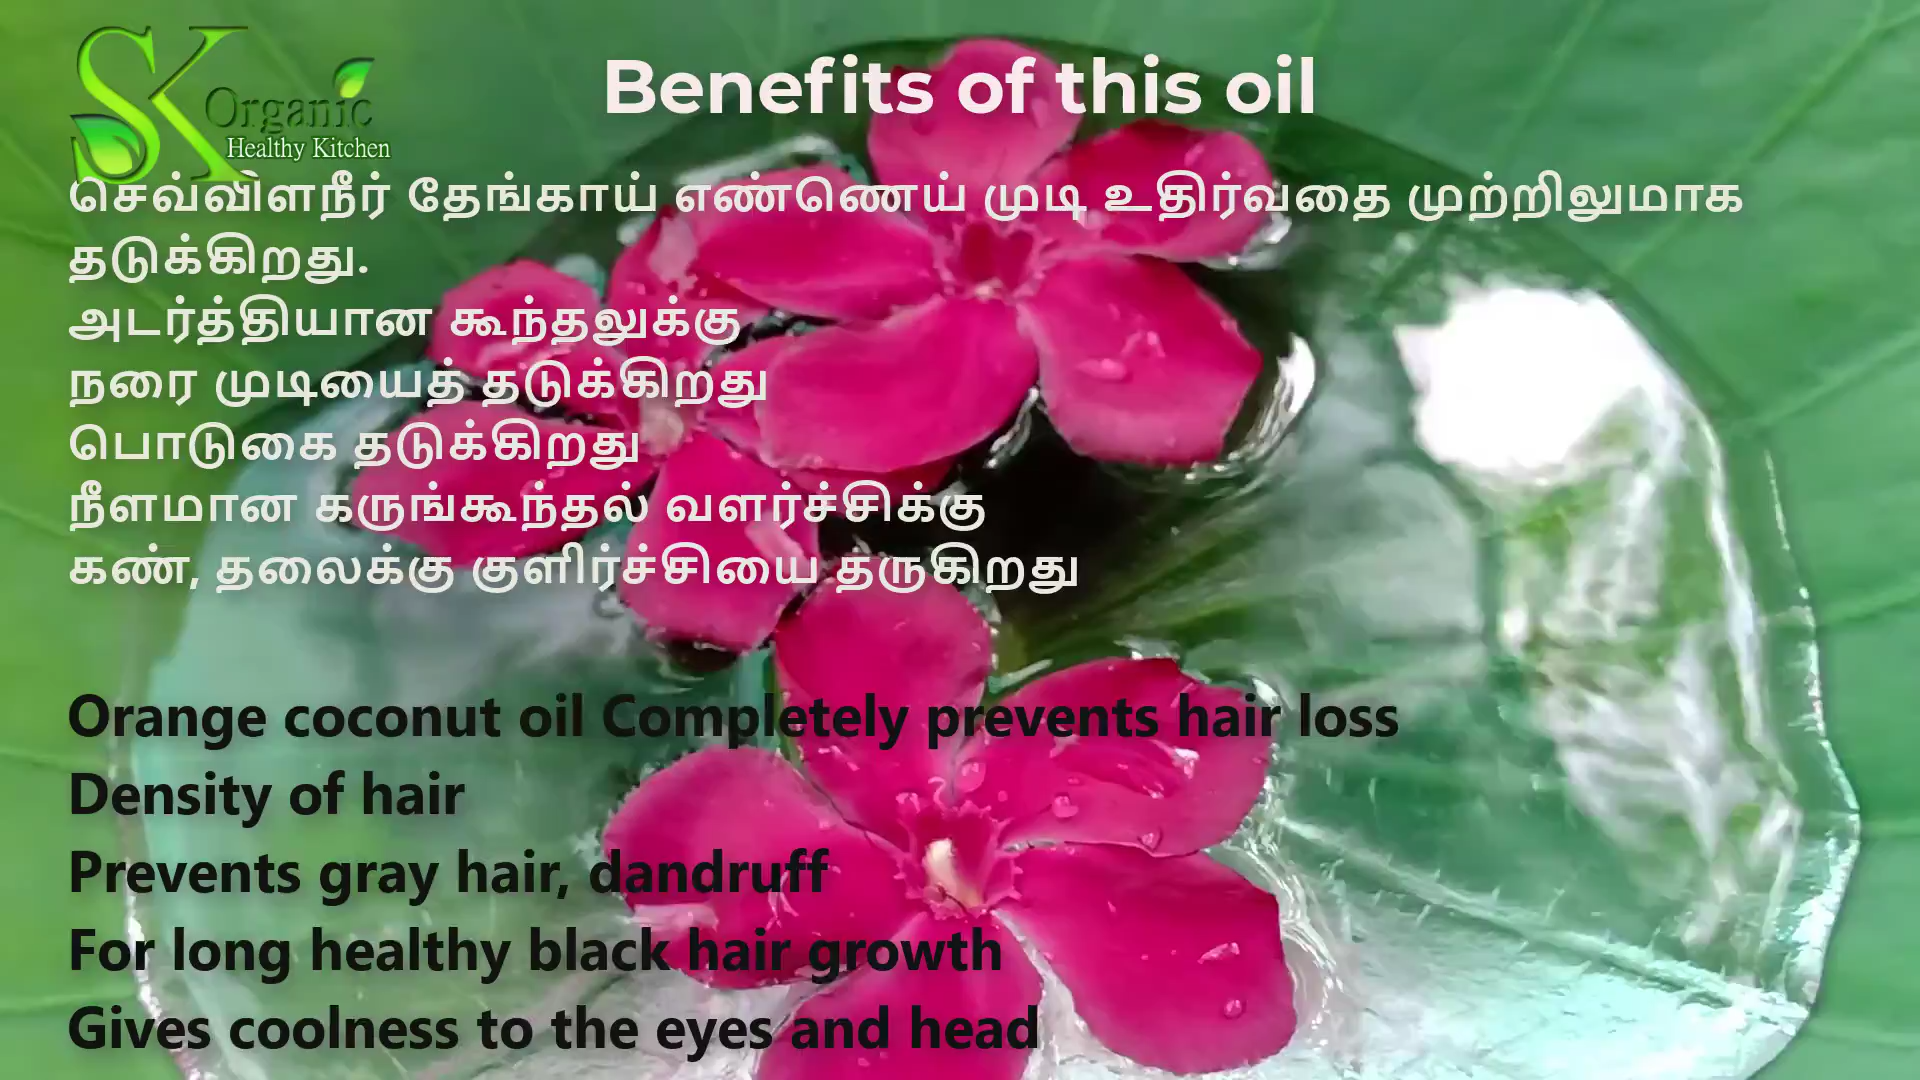 SK Organic
Healthy Kitchen
Benefits of this oil
செவ்விளநீர் தேங்காய் எண்ணெய் முடி உதிர்வதை முற்றிலுமாக
தடுக்கிறது.
அடர்த்தியான கூந்தலுக்கு
நரை முடியைத் தடுக்கிறது
பொடுகை தடுக்கிறது
நீளமான கருங்கூந்தல் வளர்ச்சிக்கு
கண், தலைக்கு குளிர்ச்சியை தருகிறது
Orange coconut oil Completely prevents hair loss
Density of hair
Prevents gray hair, dandruff
For long healthy black hair growth
Gives coolness to the eyes and head